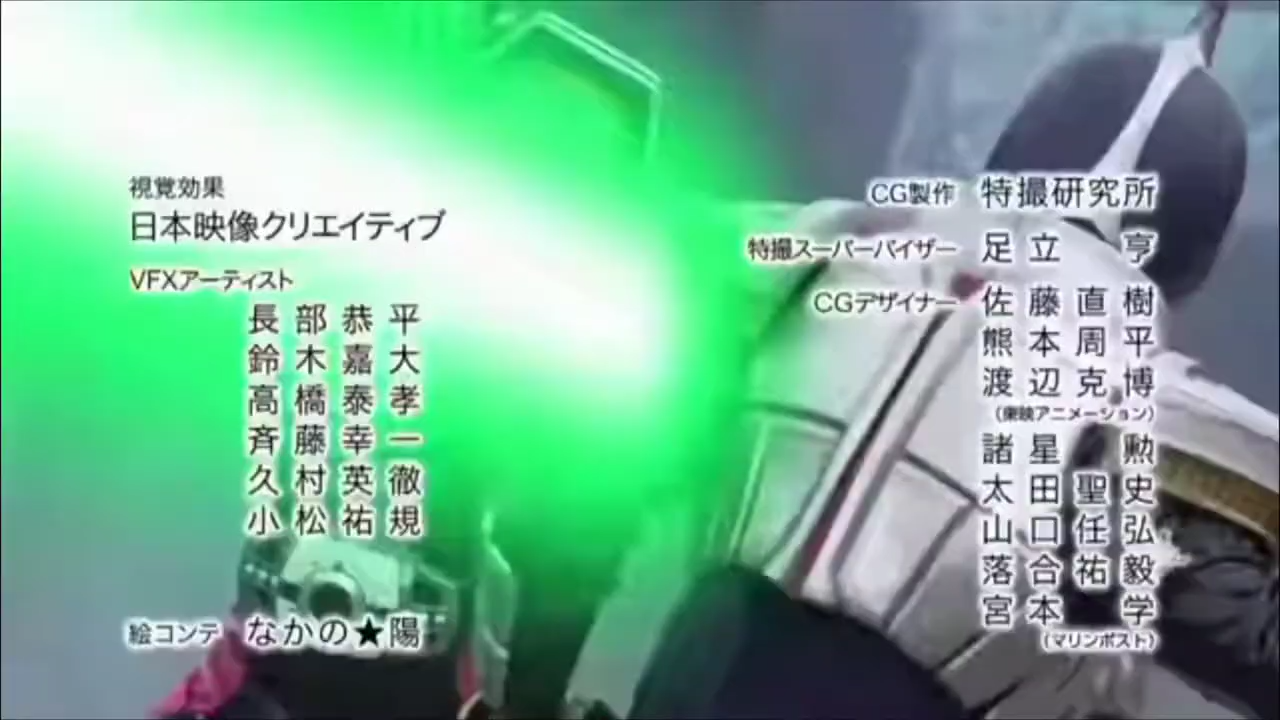 視覚効果
日本映像クリエイティブ
VFXアーティスト
長部恭平
鈴木嘉大
高橋泰孝
斉藤幸一
久村英徹
小松祐規
絵コンテ なかの★陽
CG製作 特撮研究所
特撮スーパーバイザー 足立 亨
CGデザイナー 佐藤直樹
熊本周平
渡辺克博
(東映アニメーション)
諸星 勲
太田聖史
山口任弘
落合祐毅
宮本 学
(マリンポスト)